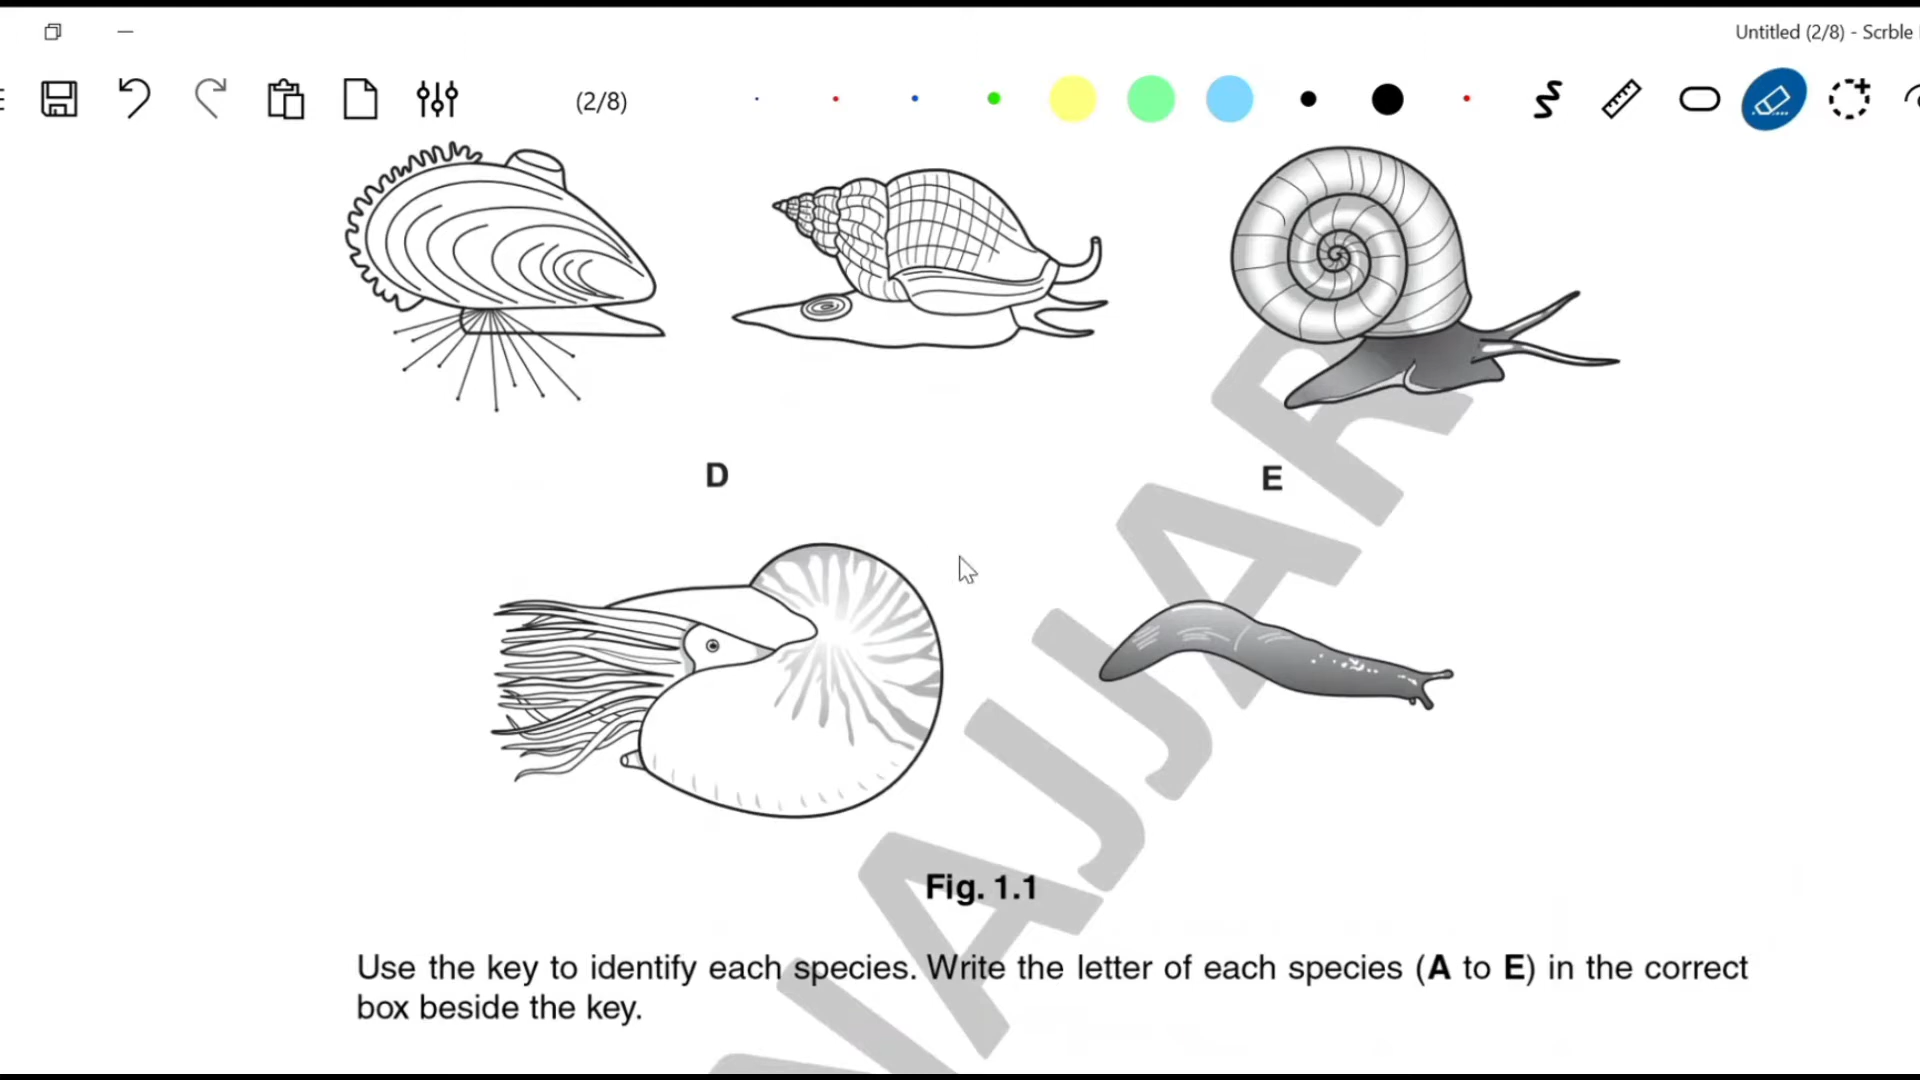 Untitled (2/8) - Scrble
(2/8)
D
E
NAJJAR
Fig. 1.1
Use the key to identify each species. Write the letter of each species (A to E) in the correct
box beside the key.